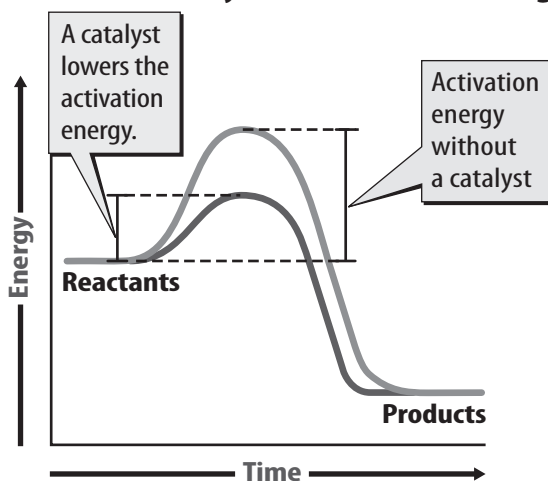 A catalyst
lowers the
activation
energy.
Activation
energy
without
a catalyst
Energy
Reactants
Products
Time